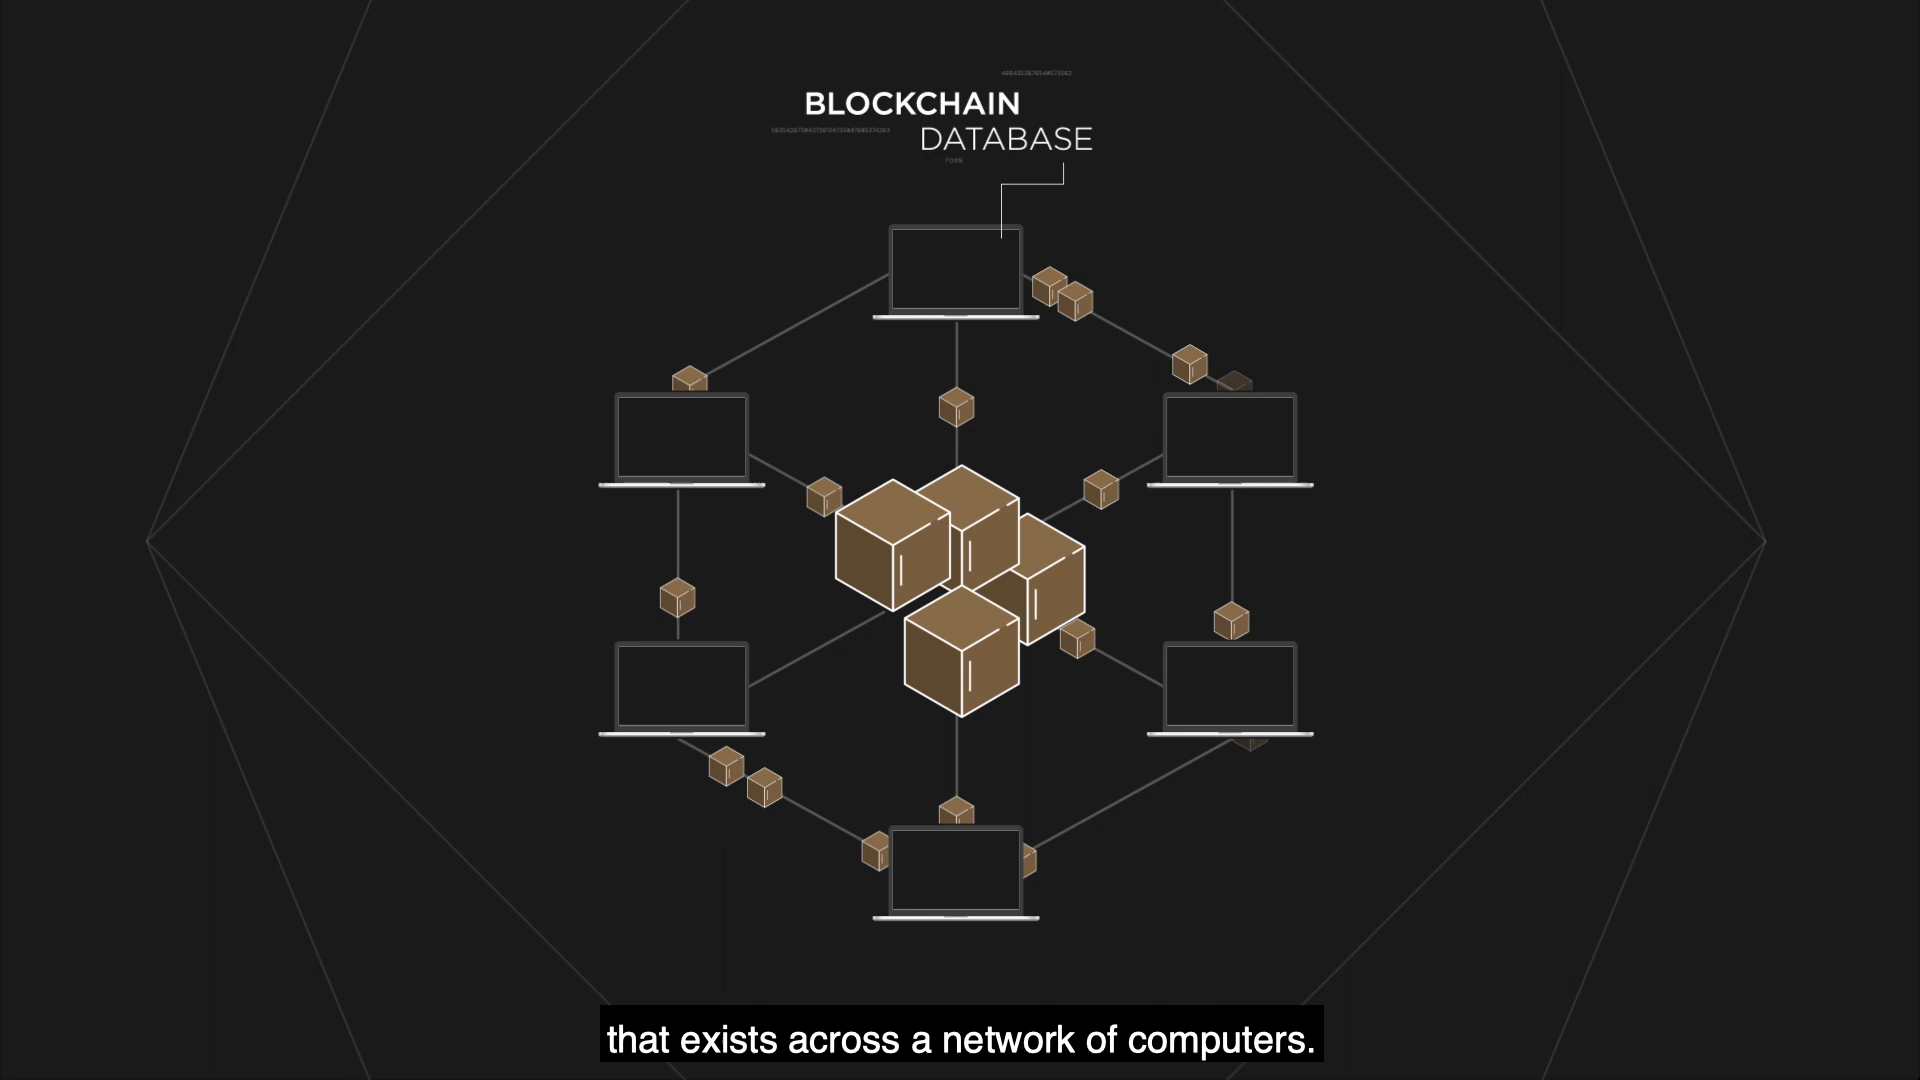 BLOCKCHAIN
DATABASE
that exists across a network of computers.